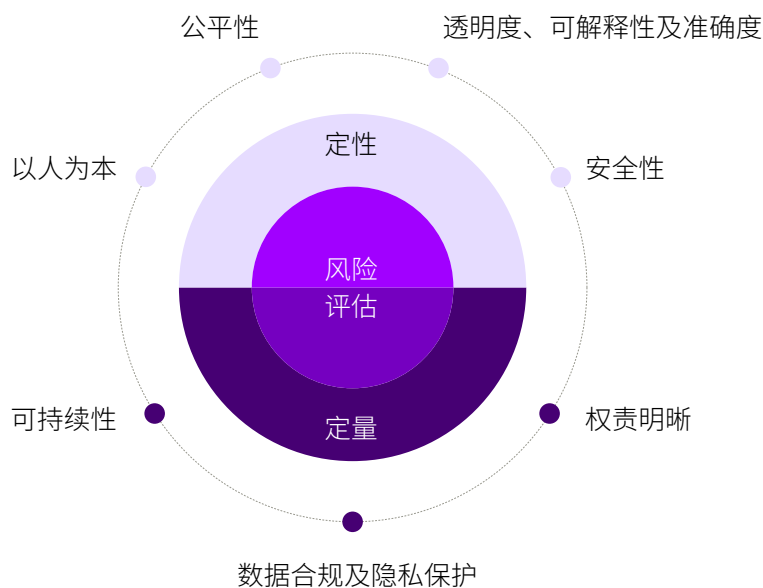 公平性
透明度、可解释性及准确度
定性
以人为本
安全性
风险
评估
可持续性
权责明晰
定量
数据合规及隐私保护